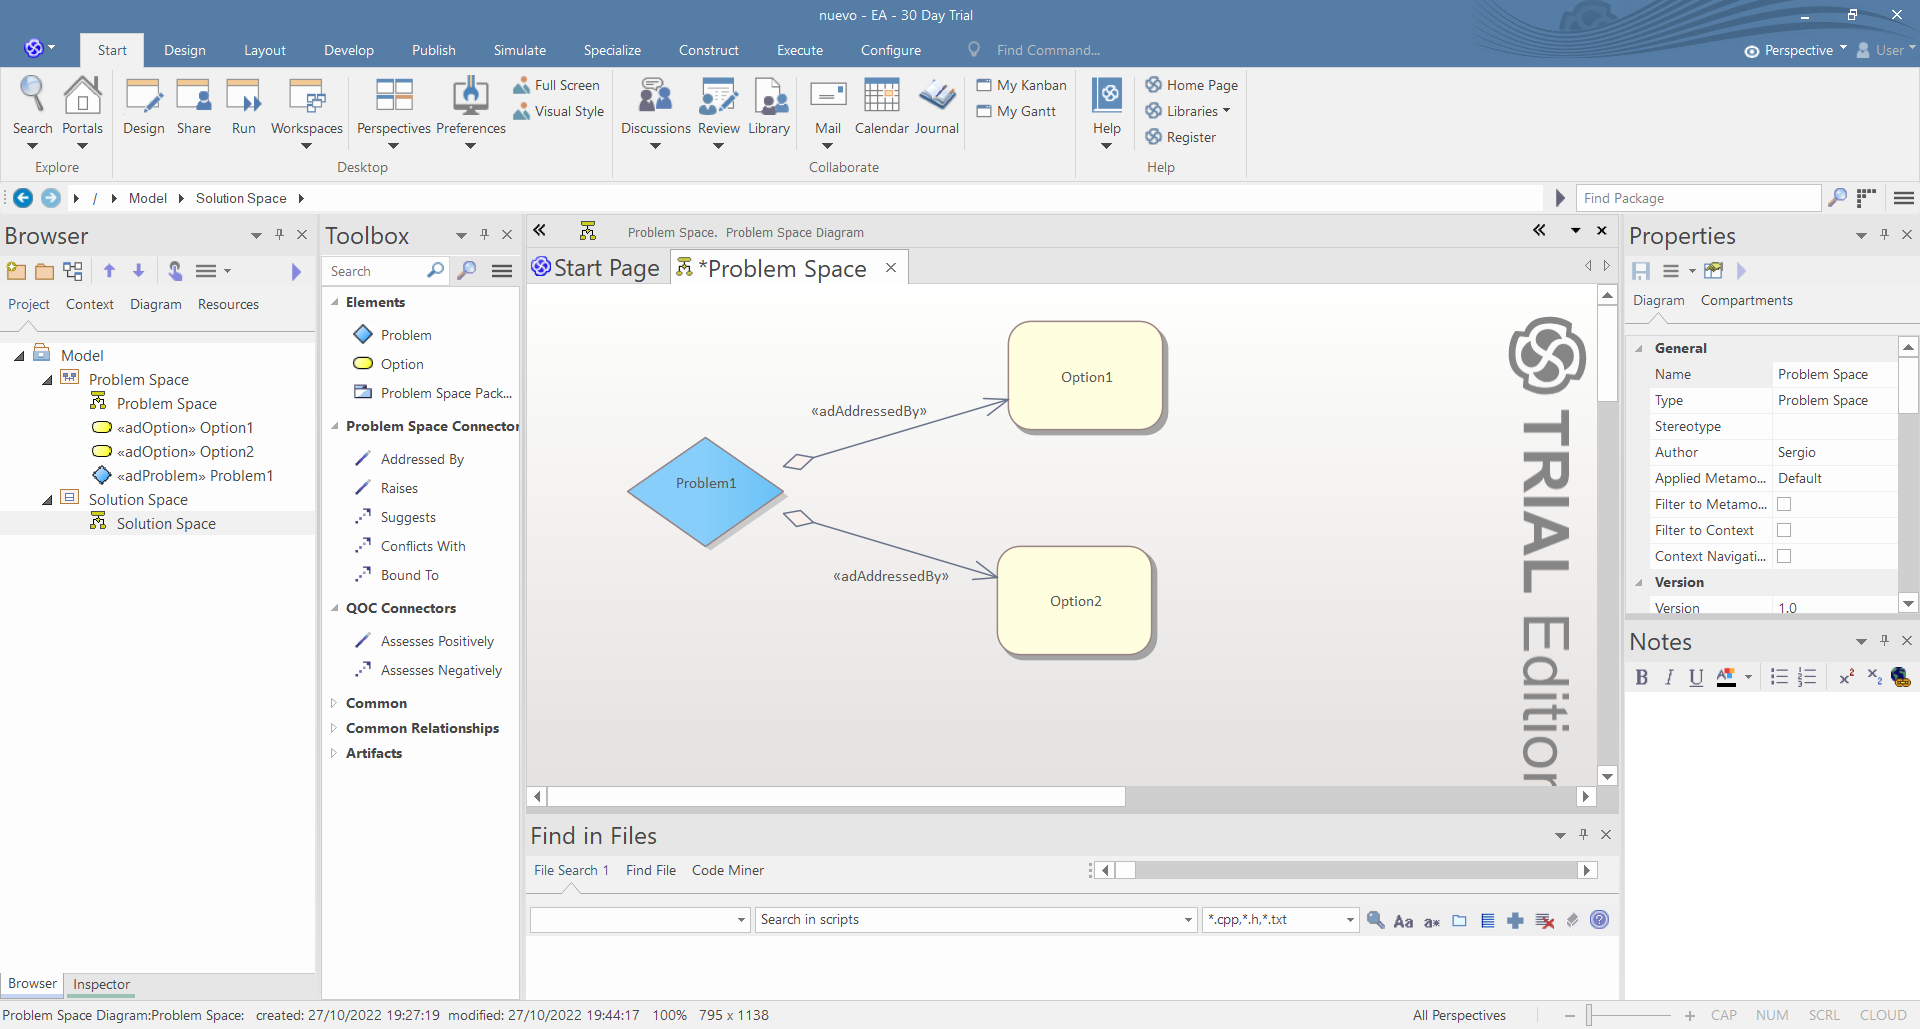 nuevo - EA - 30 Day Trial
Start Design Layout Develop Publish Simulate Specialize Construct Execute Configure Find Command... Perspective User
Search Portals Design Share Run Workspaces Perspectives Preferences Full Screen Visual Style Discussions Review Library Mail Calendar Journal My Kanban My Gantt Help Home Page Libraries Register
Explore Desktop Collaborate Help
/ Model Solution Space Find Package
Browser
Project Context Diagram Resources
Model
Problem Space
Problem Space
«adOption» Option1
«adOption» Option2
«adProblem» Problem1
Solution Space
Solution Space
Browser Inspector
Toolbox
Search
Elements
Problem
Option
Problem Space Pack...
Problem Space Connector
Addressed By
Raises
Suggests
Conflicts With
Bound To
QOC Connectors
Assesses Positively
Assesses Negatively
Common
Common Relationships
Artifacts
Problem Space. Problem Space Diagram
Start Page *Problem Space
Option1
«adAddressedBy»
Problem1
«adAddressedBy»
Option2
TRIAL Edition
Find in Files
File Search 1 Find File Code Miner
Search in scripts *.cpp,*.h,*.txt
Aa a*
Properties
Diagram Compartments
General
Name Problem Space
Type Problem Space
Stereotype
Author Sergio
Applied Metamo... Default
Filter to Metamo...
Filter to Context
Context Navigati...
Version
Version 1.0
Notes
B I U A x² x₂
Problem Space Diagram:Problem Space: created: 27/10/2022 19:27:19 modified: 27/10/2022 19:44:17 100% 795 x 1138 All Perspectives CAP NUM SCRL CLOUD